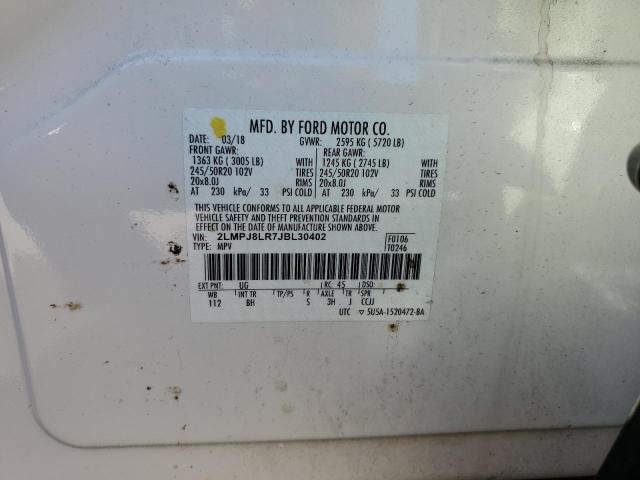 MFD. BY FORD MOTOR CO.
DATE: 03/18 GVWR: 2595 KG ( 5720 LB)
FRONT GAWR: REAR GAWR:
1363 KG ( 3005 LB) WITH 1245 KG ( 2745 LB) WITH
245/50R20 102V TIRES 245/50R20 102V TIRES
20x8.0J RIMS 20x8.0J RIMS
AT 230 kPa/ 33 PSI COLD AT 230 kPa/ 33 PSI COLD
THIS VEHICLE CONFORMS TO ALL APPLICABLE FEDERAL MOTOR
VEHICLE SAFETY AND THEFT PREVENTION STANDARDS IN
EFFECT ON THE DATE OF MANUFACTURE SHOWN ABOVE.
VIN: 2LMPJ8LR7JBL30402 F0106
TYPE: MPV T0246
EXT PNT: UG RC: 45 DSO:
WB INT TR TP/PS R AXLE TR SPR
112 BH S 3H J CCJJ
UTC ▽ 5U5A-1520472-BA